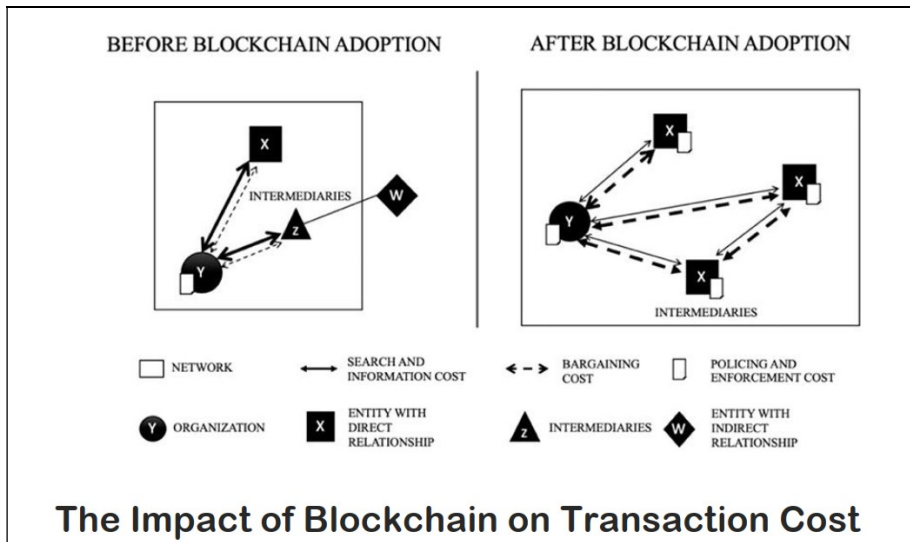 BEFORE BLOCKCHAIN ADOPTION
X
INTERMEDIARIES
z
W
Y
AFTER BLOCKCHAIN ADOPTION
X
X
Y
X
INTERMEDIARIES
NETWORK
SEARCH AND
INFORMATION COST
BARGAINING
COST
POLICING AND
ENFORCEMENT COST
Y
ORGANIZATION
X
ENTITY WITH
DIRECT
RELATIONSHIP
z
INTERMEDIARIES
W
ENTITY WITH
INDIRECT
RELATIONSHIP
The Impact of Blockchain on Transaction Cost